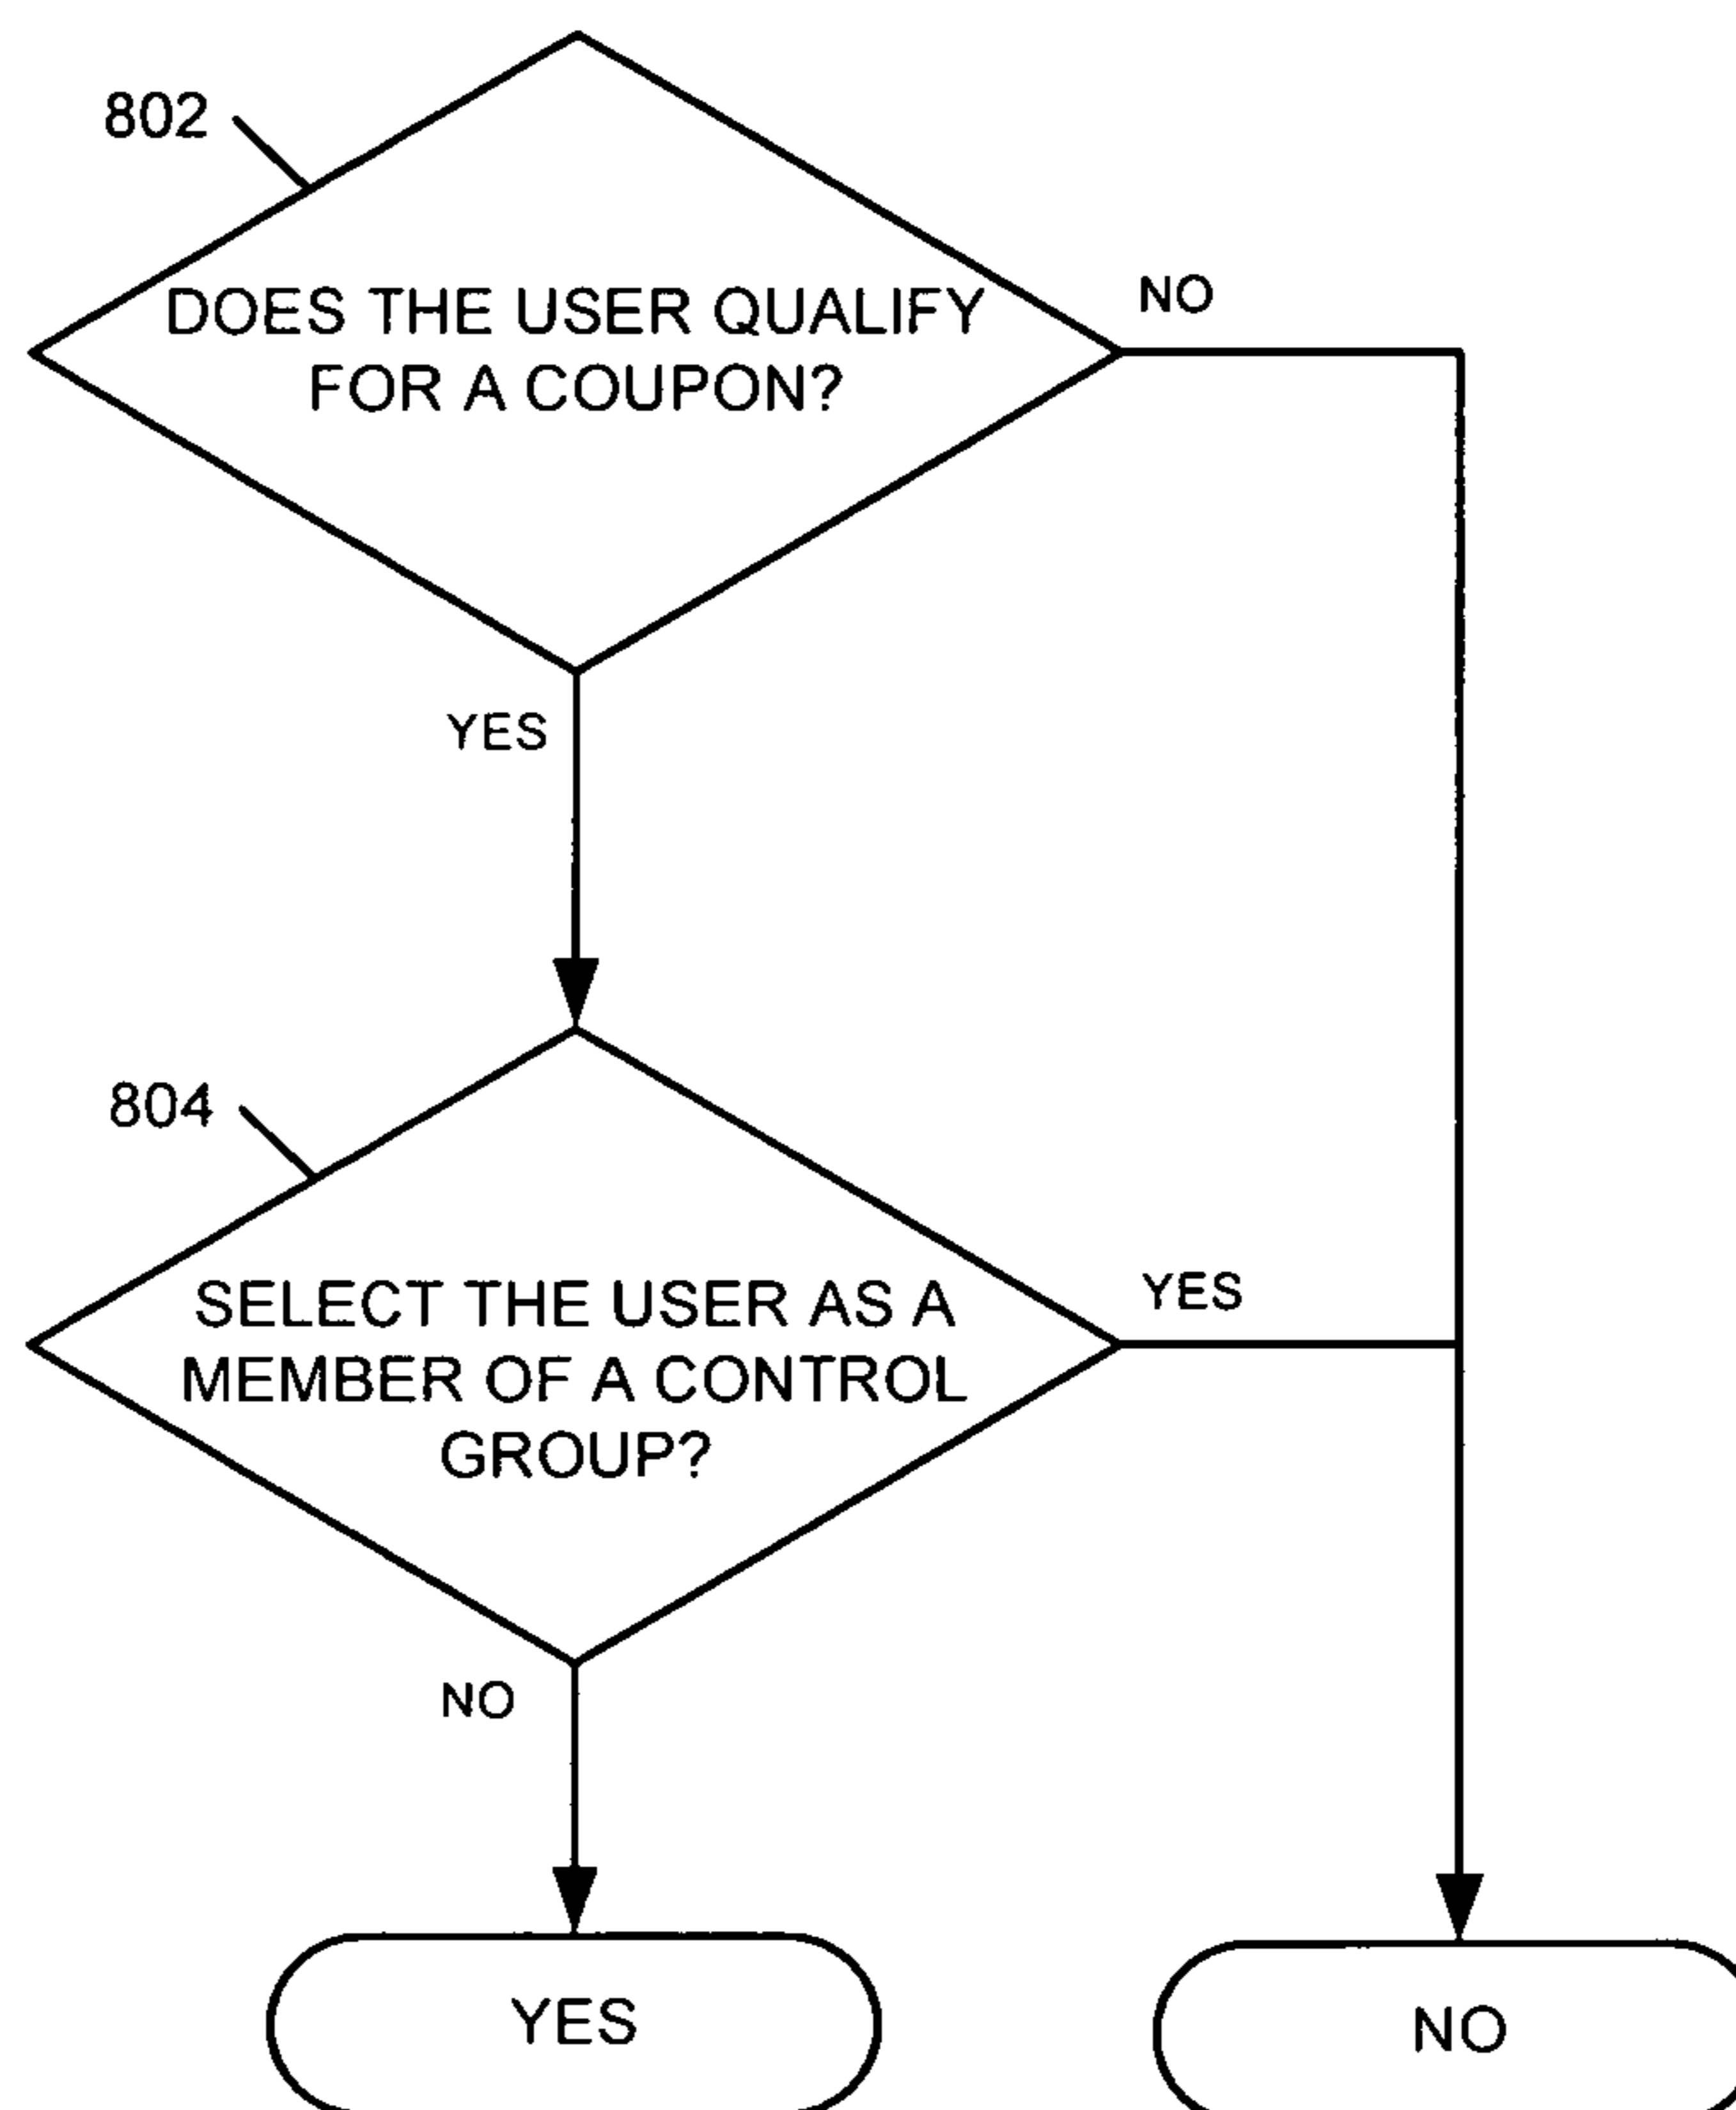 802
DOES THE USER QUALIFY
FOR A COUPON?
NO
YES
804
SELECT THE USER AS A
MEMBER OF A CONTROL
GROUP?
YES
NO
YES
NO